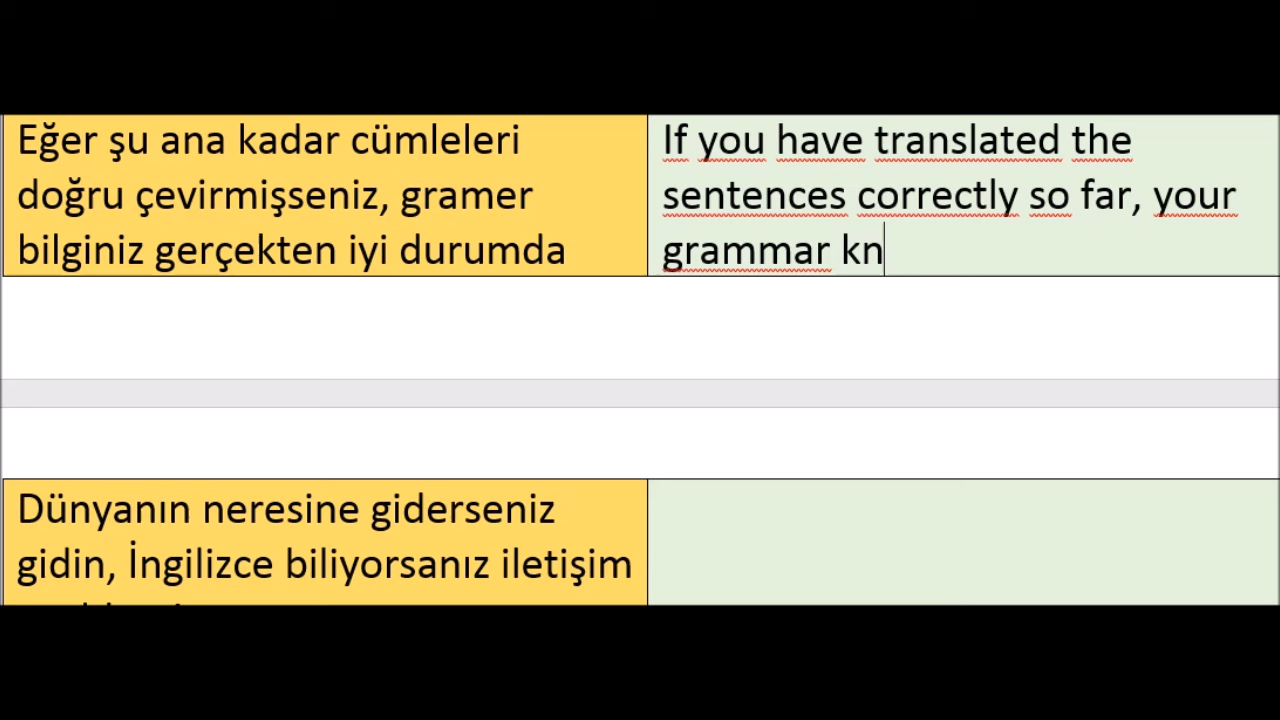 Eğer şu ana kadar cümleleri
doğru çevirmişseniz, gramer
bilginiz gerçekten iyi durumda
If you have translated the
sentences correctly so far, your
grammar kn
Dünyanın neresine giderseniz
gidin, İngilizce biliyorsanız iletişim